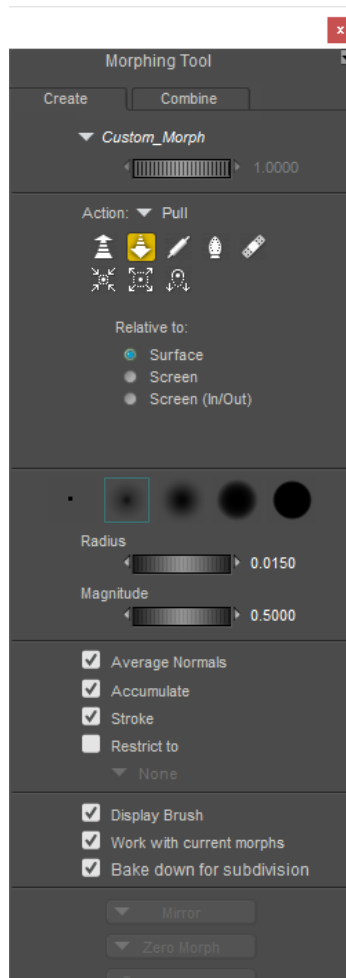 x
Morphing Tool
Create Combine
Custom_Morph
1.0000
Action: Pull
Relative to:
Surface
Screen
Screen (In/Out)
Radius
0.0150
Magnitude
0.5000
Average Normals
Accumulate
Stroke
Restrict to
None
Display Brush
Work with current morphs
Bake down for subdivision
Mirror
Zero Morph